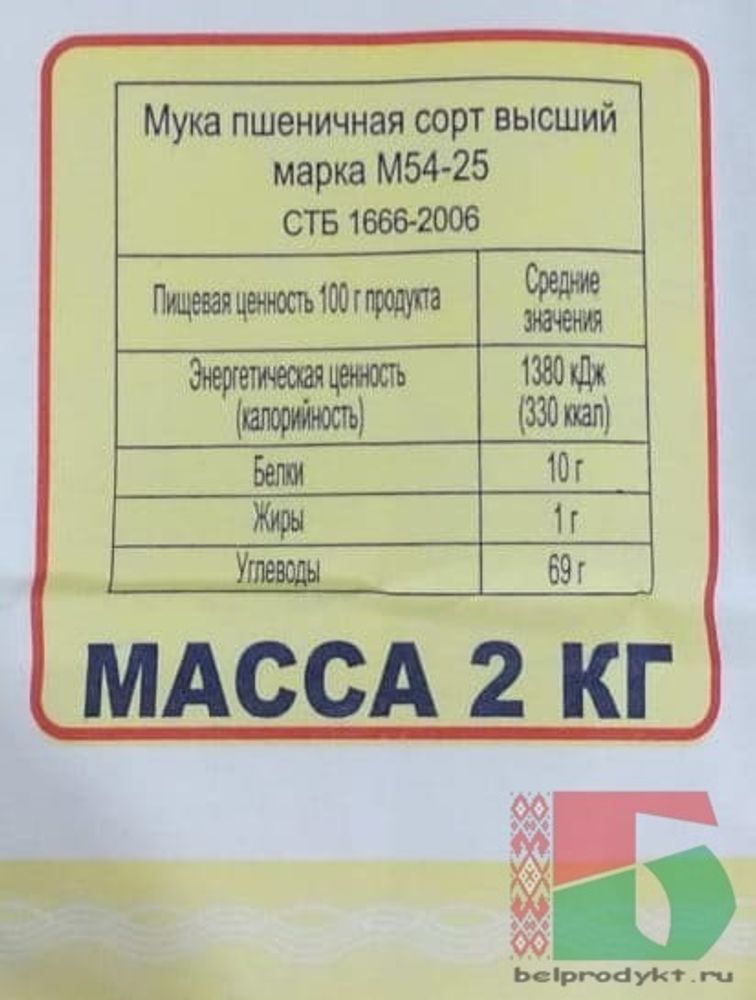 Мука пшеничная сорт высший
марка М54-25
СТБ 1666-2006
Пищевая ценность 100 г продукта
Средние
значения
Энергетическая ценность
(калорийность)
1380 кДж
(330 ккал)
Белки
10 г
Жиры
1 г
Углеводы
69 г
МАССА 2 КГ
Б
belprodykt.ru